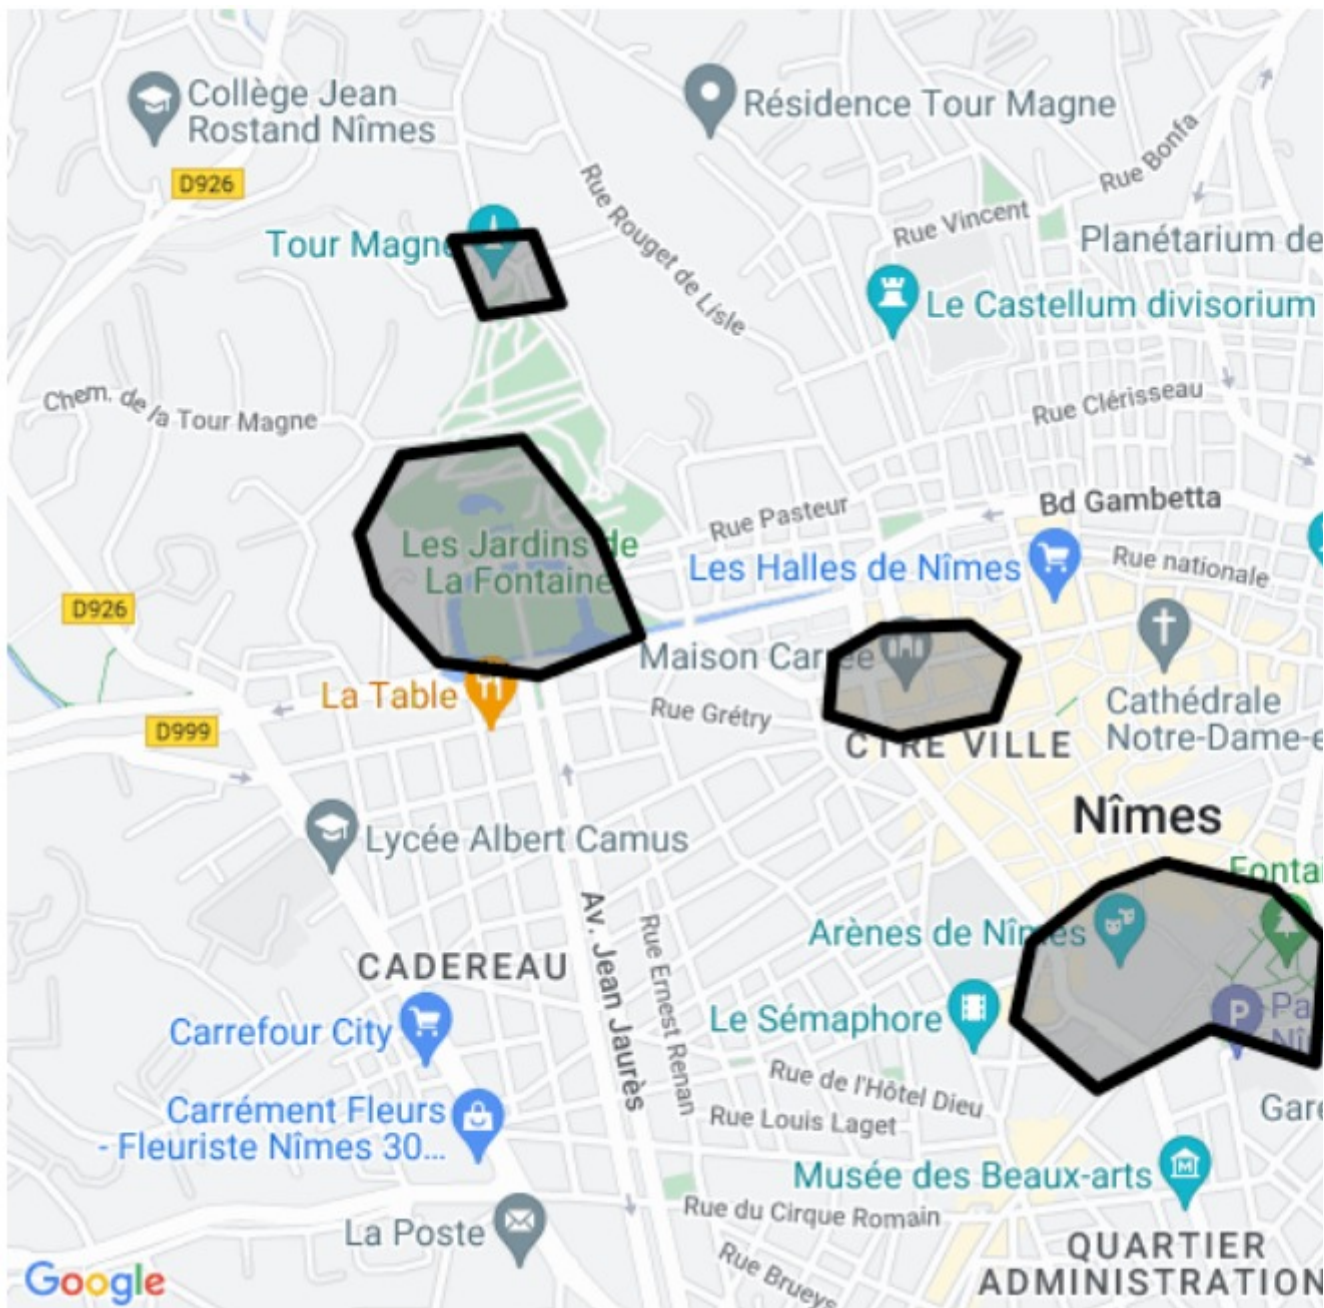 Collège Jean
Rostand Nîmes
Résidence Tour Magne
Rue Bonfa
D926
Rue Rouget de Lisle
Rue Vincent
Tour Magne
Planétarium de
Le Castellum divisorium
Chem. de la Tour Magne
Rue Clérisseau
Bd Gambetta
Rue Pasteur
Les Jardins de
La Fontaine
Les Halles de Nîmes
Rue nationale
D926
Maison Carrée
La Table
Rue Grétry
Cathédrale
Notre-Dame-e
D999
CTRE VILLE
Nîmes
Lycée Albert Camus
Fontai
Arènes de Nîmes
Av. Jean Jaurès
Rue Ernest Renan
CADEREAU
Le Sémaphore
P
Pa
Nî
Carrefour City
Rue de l'Hôtel Dieu
Carrément Fleurs
- Fleuriste Nîmes 30...
Rue Louis Laget
Gare
Musée des Beaux-arts
M
La Poste
Rue du Cirque Romain
Rue Brueys
QUARTIER
ADMINISTRATION
Google